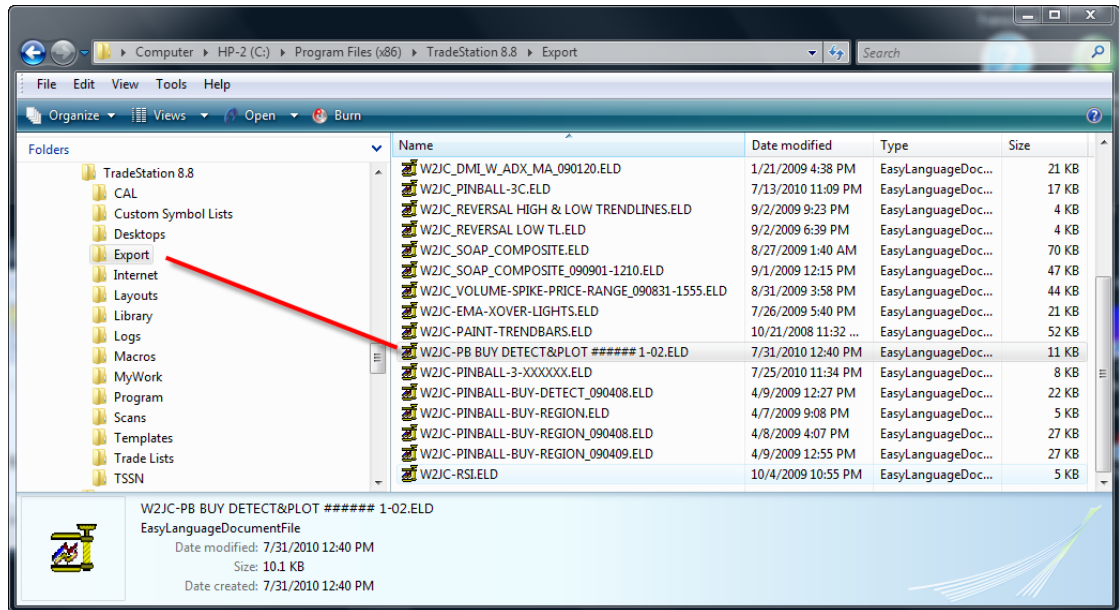 Computer HP-2 (C:) Program Files (x86) TradeStation 8.8 Export Search
File Edit View Tools Help
Organize Views Open Burn
Folders Name Date modified Type Size
TradeStation 8.8
CAL
Custom Symbol Lists
Desktops
Export
Internet
Layouts
Library
Logs
Macros
MyWork
Program
Scans
Templates
Trade Lists
TSSN
W2JC_DMI_W_ADX_MA_090120.ELD 1/21/2009 4:38 PM EasyLanguageDoc... 21 KB
W2JC_PINBALL-3C.ELD 7/13/2010 11:09 PM EasyLanguageDoc... 17 KB
W2JC_REVERSAL HIGH & LOW TRENDLINES.ELD 9/2/2009 9:23 PM EasyLanguageDoc... 4 KB
W2JC_REVERSAL LOW TL.ELD 9/2/2009 6:39 PM EasyLanguageDoc... 4 KB
W2JC_SOAP_COMPOSITE.ELD 8/27/2009 1:40 AM EasyLanguageDoc... 70 KB
W2JC_SOAP_COMPOSITE_090901-1210.ELD 9/1/2009 12:15 PM EasyLanguageDoc... 47 KB
W2JC_VOLUME-SPIKE-PRICE-RANGE_090831-1555.ELD 8/31/2009 3:58 PM EasyLanguageDoc... 44 KB
W2JC-EMA-XOVER-LIGHTS.ELD 7/26/2009 5:40 PM EasyLanguageDoc... 21 KB
W2JC-PAINT-TRENDBARS.ELD 10/21/2008 11:32 ... EasyLanguageDoc... 52 KB
W2JC-PB BUY DETECT&PLOT ###### 1-02.ELD 7/31/2010 12:40 PM EasyLanguageDoc... 11 KB
W2JC-PINBALL-3-XXXXXX.ELD 7/25/2010 11:34 PM EasyLanguageDoc... 8 KB
W2JC-PINBALL-BUY-DETECT_090408.ELD 4/9/2009 12:27 PM EasyLanguageDoc... 22 KB
W2JC-PINBALL-BUY-REGION.ELD 4/7/2009 9:08 PM EasyLanguageDoc... 5 KB
W2JC-PINBALL-BUY-REGION_090408.ELD 4/8/2009 4:07 PM EasyLanguageDoc... 27 KB
W2JC-PINBALL-BUY-REGION_090409.ELD 4/9/2009 12:55 PM EasyLanguageDoc... 27 KB
W2JC-RSI.ELD 10/4/2009 10:55 PM EasyLanguageDoc... 5 KB
W2JC-PB BUY DETECT&PLOT ###### 1-02.ELD
EasyLanguageDocumentFile
Date modified: 7/31/2010 12:40 PM
Size: 10.1 KB
Date created: 7/31/2010 12:40 PM